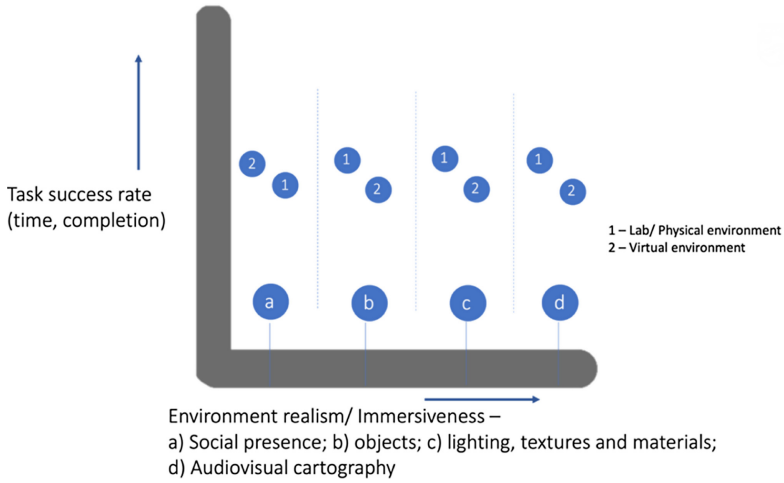 2
1
1
2
1
2
1
2
Task success rate
(time, completion)
1 – Lab/ Physical environment
2 – Virtual environment
a
b
c
d
Environment realism/ Immersiveness –
a) Social presence; b) objects; c) lighting, textures and materials;
d) Audiovisual cartography